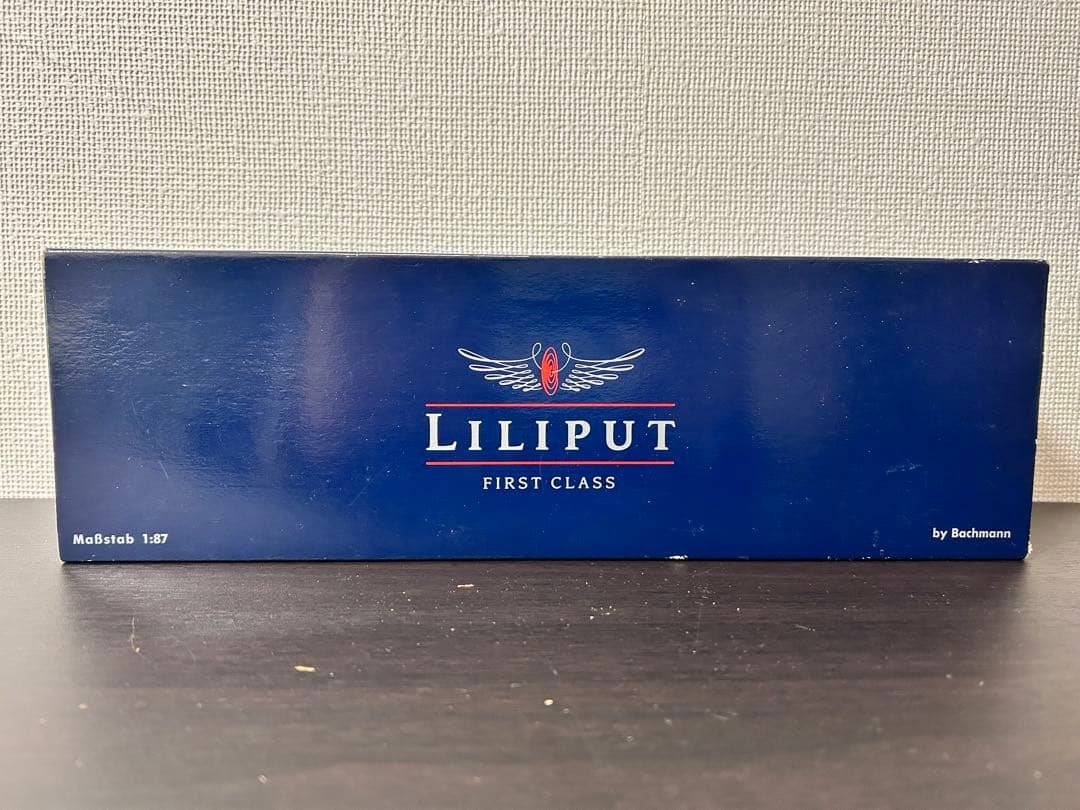 LILIPUT
FIRST CLASS
Maßstab 1:87
by Bachmann